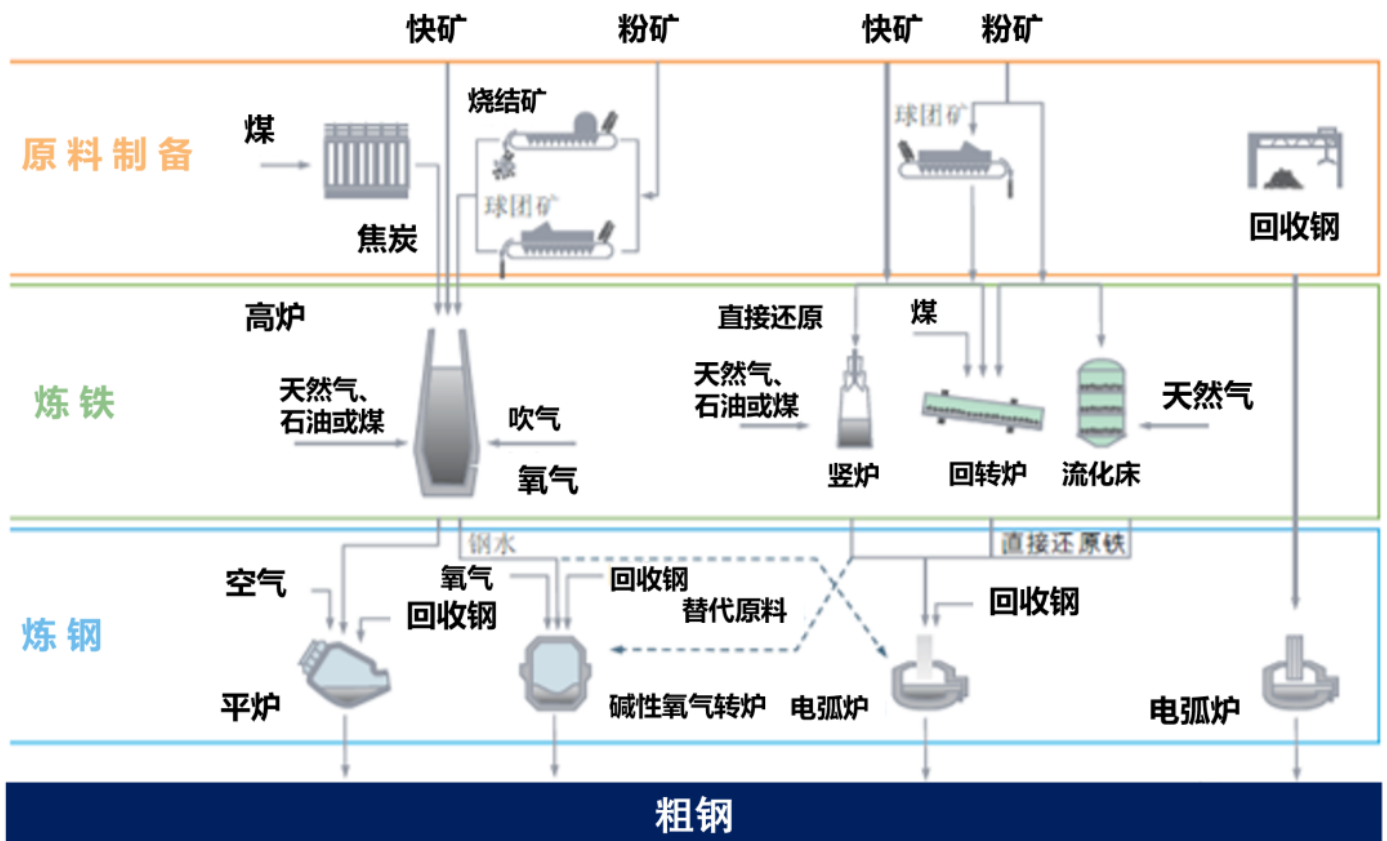 快矿
粉矿
快矿
粉矿
原料制备
煤
焦炭
烧结矿
球团矿
球团矿
回收钢
炼铁
高炉
天然气、
石油或煤
吹气
氧气
直接还原
天然气、
石油或煤
煤
天然气
竖炉
回转炉
流化床
炼钢
钢水
直接还原铁
空气
回收钢
氧气
回收钢
替代原料
回收钢
平炉
碱性氧气转炉
电弧炉
电弧炉
粗钢